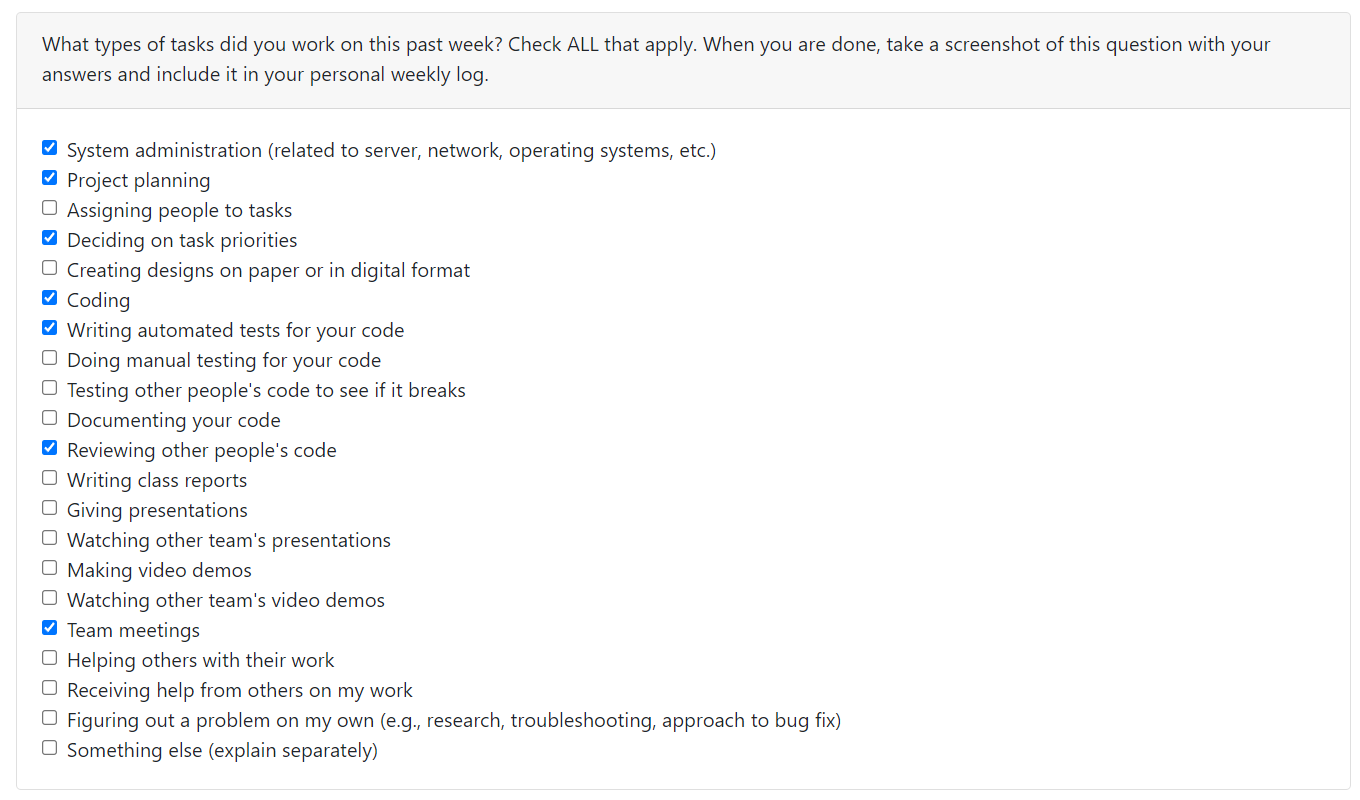 What types of tasks did you work on this past week? Check ALL that apply. When you are done, take a screenshot of this question with your
answers and include it in your personal weekly log.
System administration (related to server, network, operating systems, etc.)
Project planning
Assigning people to tasks
Deciding on task priorities
Creating designs on paper or in digital format
Coding
Writing automated tests for your code
Doing manual testing for your code
Testing other people's code to see if it breaks
Documenting your code
Reviewing other people's code
Writing class reports
Giving presentations
Watching other team's presentations
Making video demos
Watching other team's video demos
Team meetings
Helping others with their work
Receiving help from others on my work
Figuring out a problem on my own (e.g., research, troubleshooting, approach to bug fix)
Something else (explain separately)